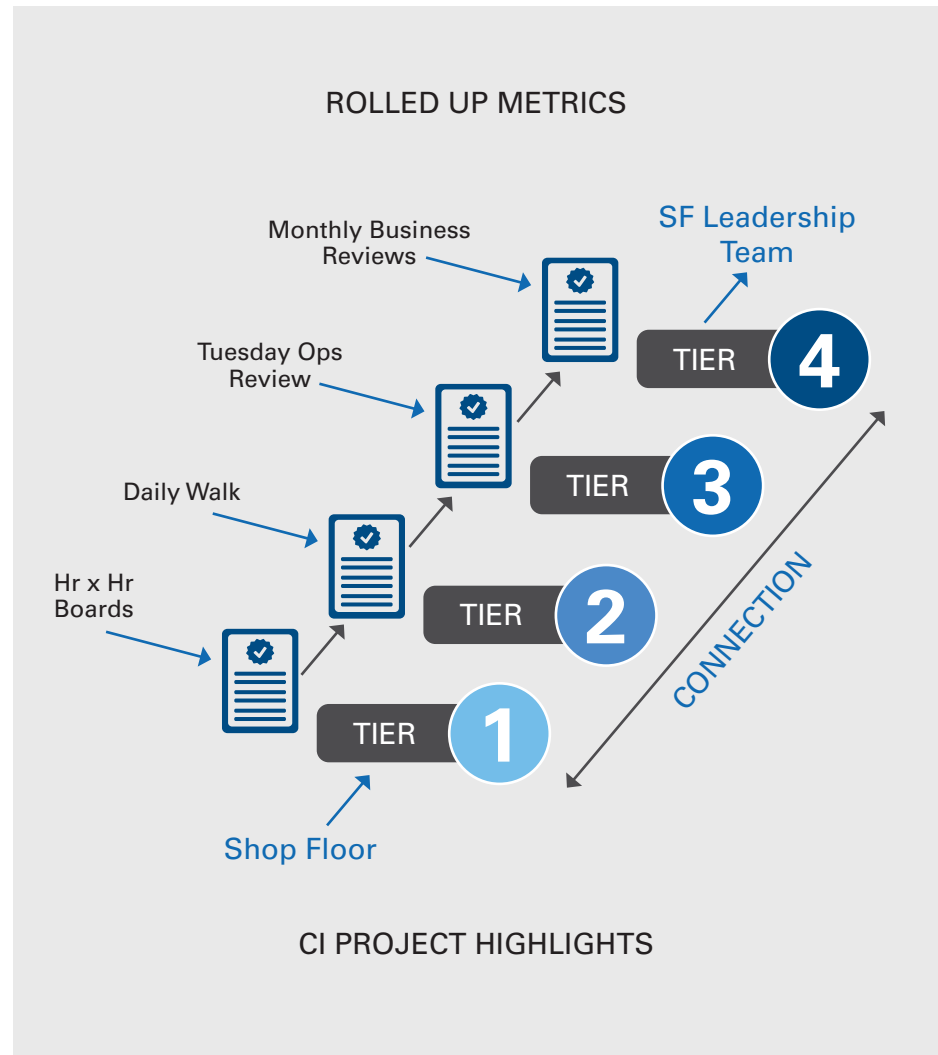 ROLLED UP METRICS
SF Leadership
Team
Monthly Business
Reviews
TIER 4
Tuesday Ops
Review
TIER 3
Daily Walk
TIER 2
CONNECTION
Hr x Hr
Boards
TIER 1
Shop Floor
CI PROJECT HIGHLIGHTS